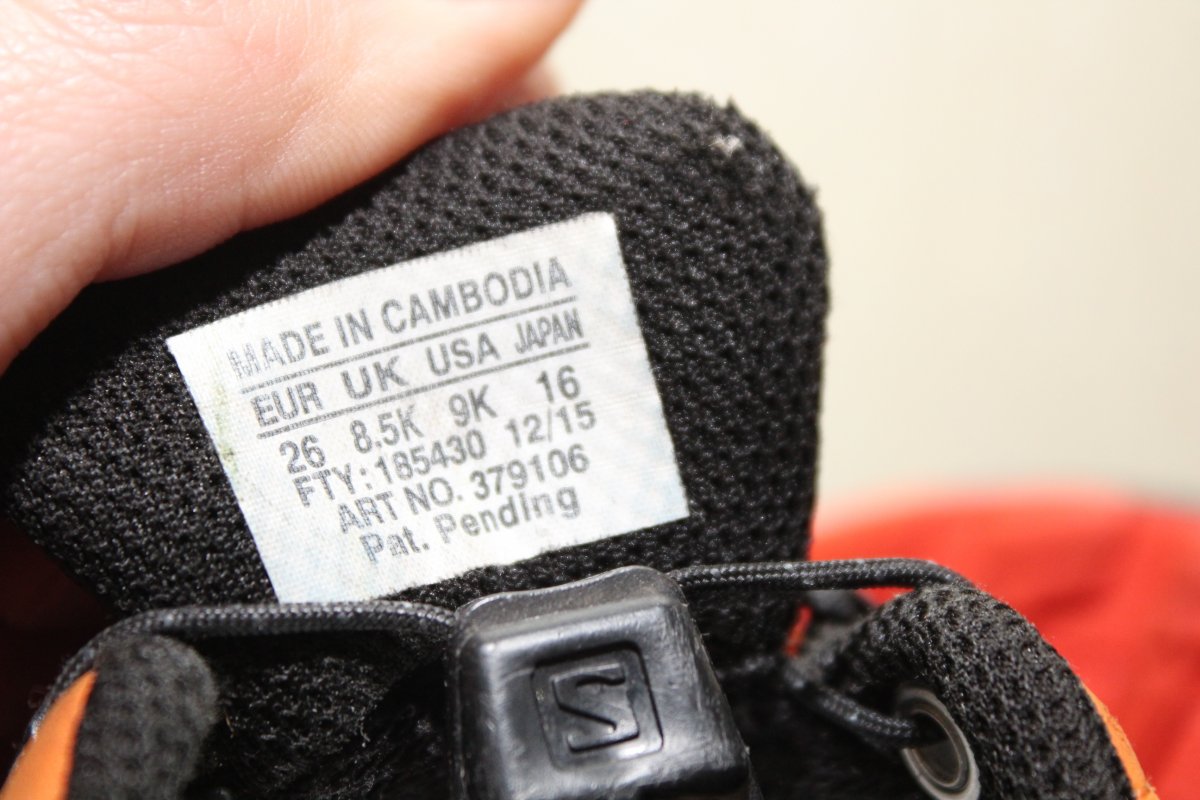 MADE IN CAMBODIA
EUR UK USA JAPAN
26 8.5K 9K 16
FTY: 185430 12/15
ART NO. 379106
Pat. Pending